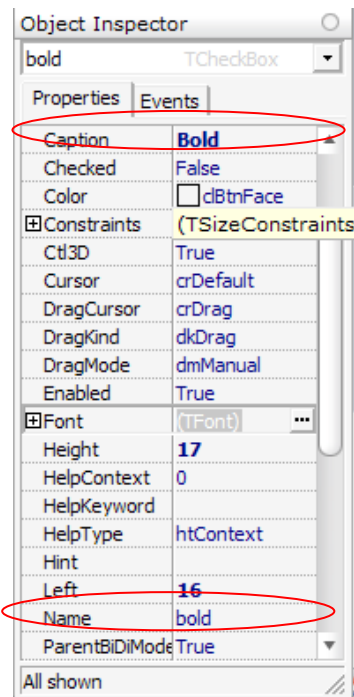 Object Inspector
bold TCheckBox
Properties Events
Caption Bold
Checked False
Color clBtnFace
Constraints (TSizeConstraints
Ctl3D True
Cursor crDefault
DragCursor crDrag
DragKind dkDrag
DragMode dmManual
Enabled True
Font (TFont) ...
Height 17
HelpContext 0
HelpKeyword
HelpType htContext
Hint
Left 16
Name bold
ParentBiDiMode True
All shown